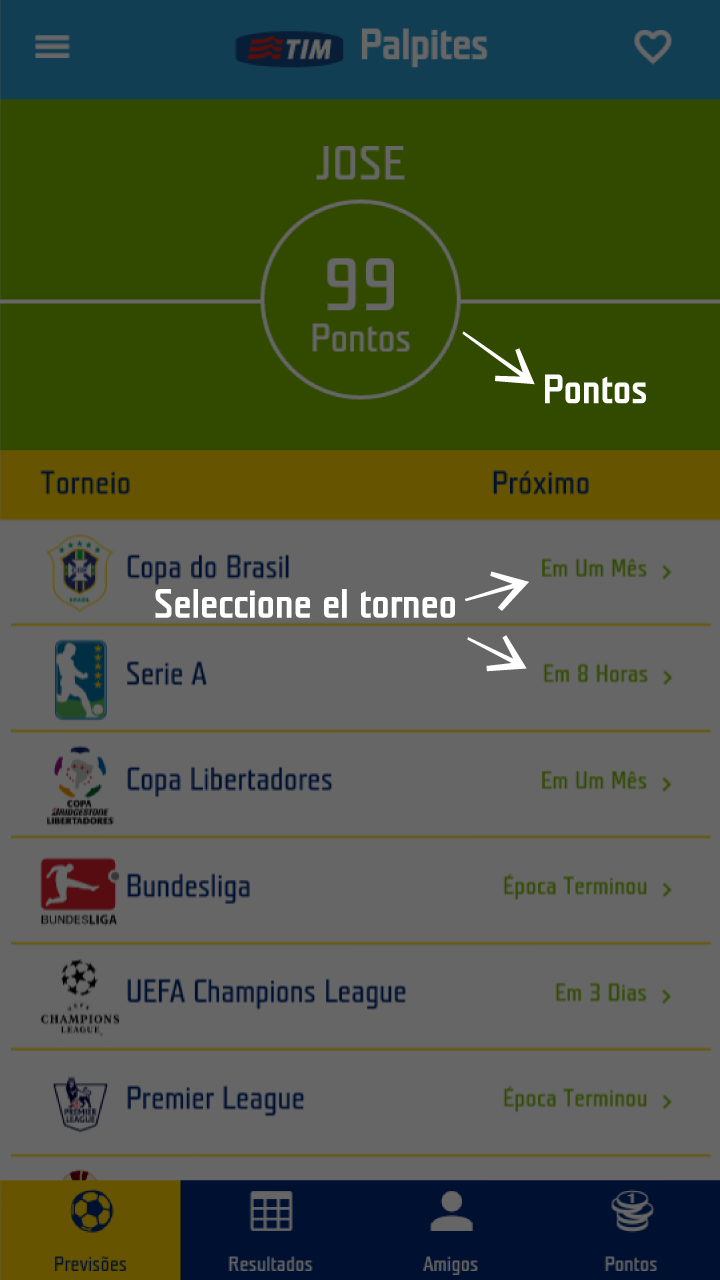 TIM Palpites
JOSE
99
Pontos
Pontos
Torneio Próximo
Copa do Brasil Em Um Mês
Seleccione el torneo
Serie A Em 8 Horas
Copa Libertadores Em Um Mês
COPA
BRIDGESTONE
LIBERTADORES
Bundesliga Época Terminou
BUNDESLIGA
UEFA Champions League Em 3 Dias
CHAMPIONS
LEAGUE
Premier League Época Terminou
PREMIER
LEAGUE
1
Previsões Resultados Amigos Pontos